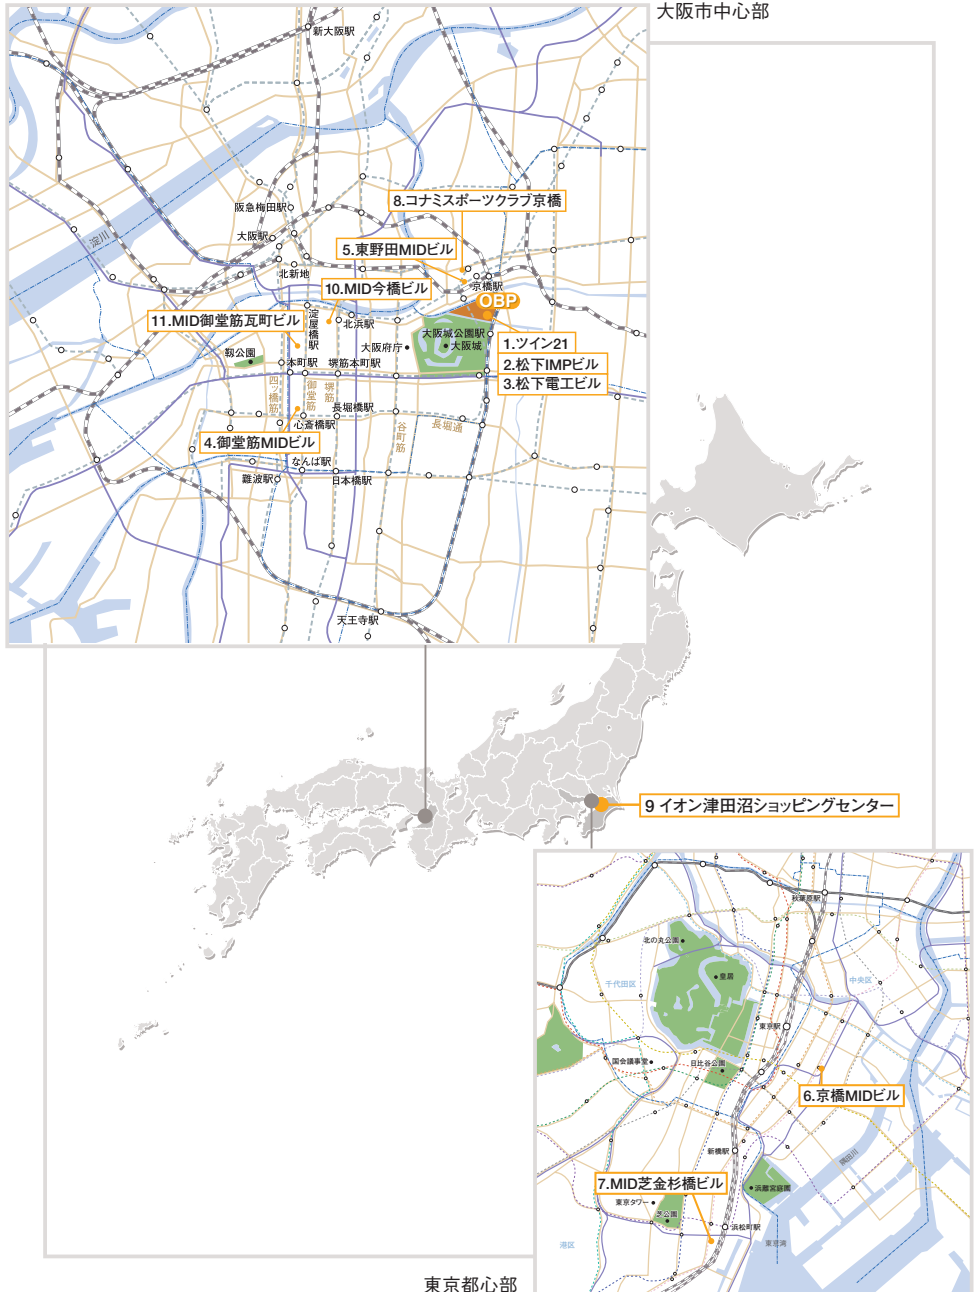 大阪市中心部
新大阪駅
淀川
阪急梅田駅
大阪駅
北新地
8.コナミスポーツクラブ京橋
5.東野田MIDビル
10.MID今橋ビル
11.MID御堂筋瓦町ビル
京橋駅
OBP
淀屋橋駅
北浜駅
大阪城公園駅
大阪城
大阪府庁
1.ツイン21
2.松下IMPビル
3.松下電工ビル
靱公園
本町駅
堺筋本町駅
四ツ橋筋
御堂筋
堺筋
長堀橋駅
心斎橋駅
谷町筋
長堀通
4.御堂筋MIDビル
なんば駅
難波駅
日本橋駅
天王寺駅
9 イオン津田沼ショッピングセンター
秋葉原駅
北の丸公園
皇居
千代田区
中央区
東京駅
国会議事堂
日比谷公園
6.京橋MIDビル
新橋駅
隅田川
7.MID芝金杉橋ビル
浜離宮庭園
東京タワー
芝公園
浜松町駅
港区
東京湾
東京都心部